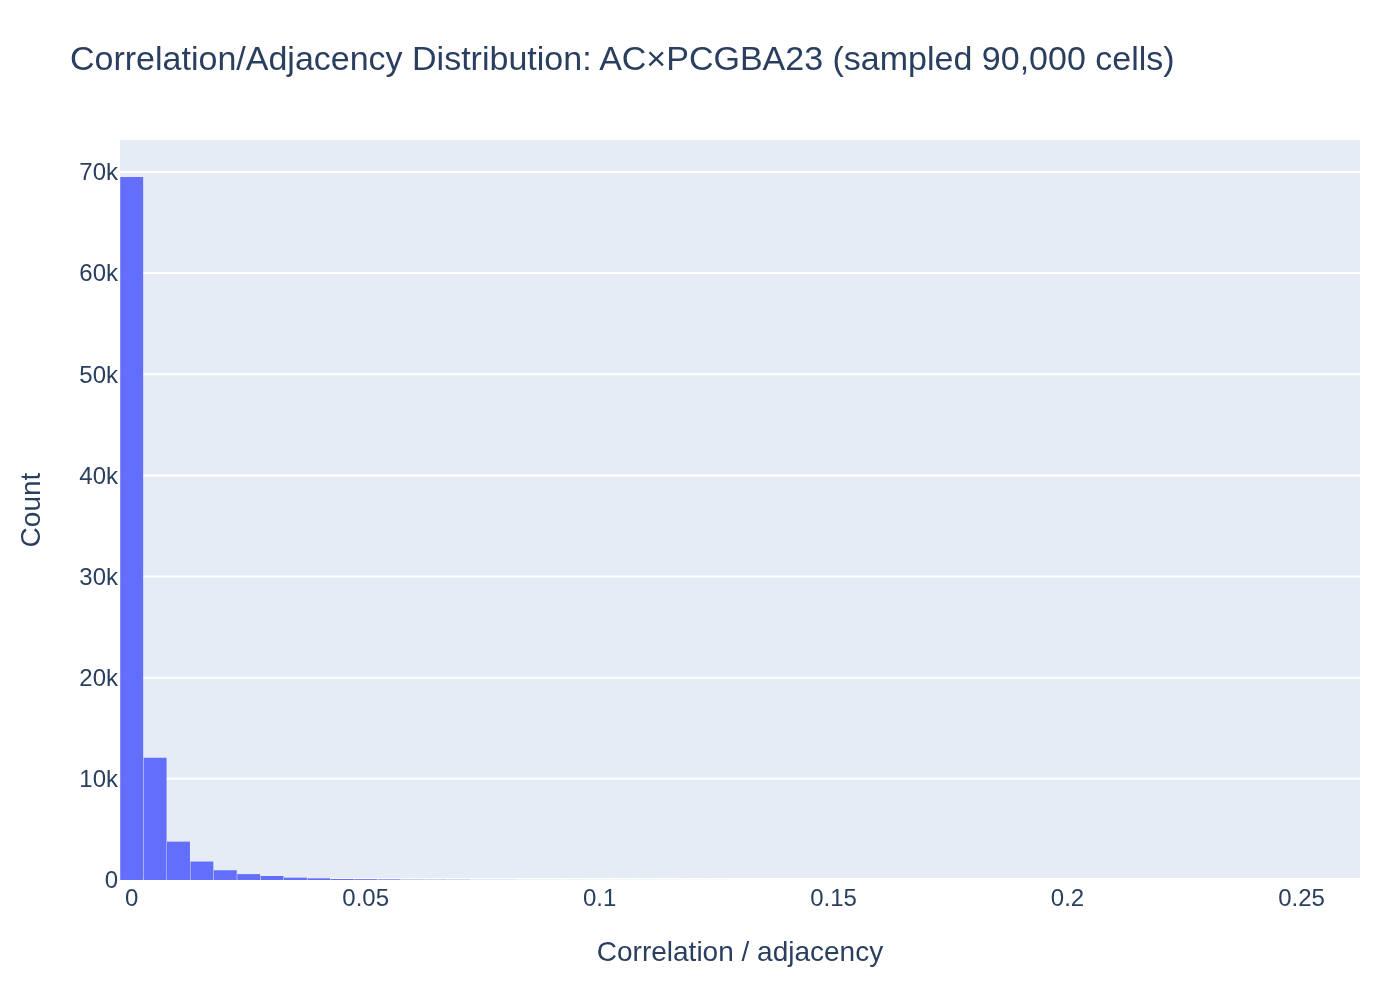 Correlation/Adjacency Distribution: AC×PCGBA23 (sampled 90,000 cells)
70k
60k
50k
40k
30k
20k
10k
0
Count
0 0.05 0.1 0.15 0.2 0.25
Correlation / adjacency